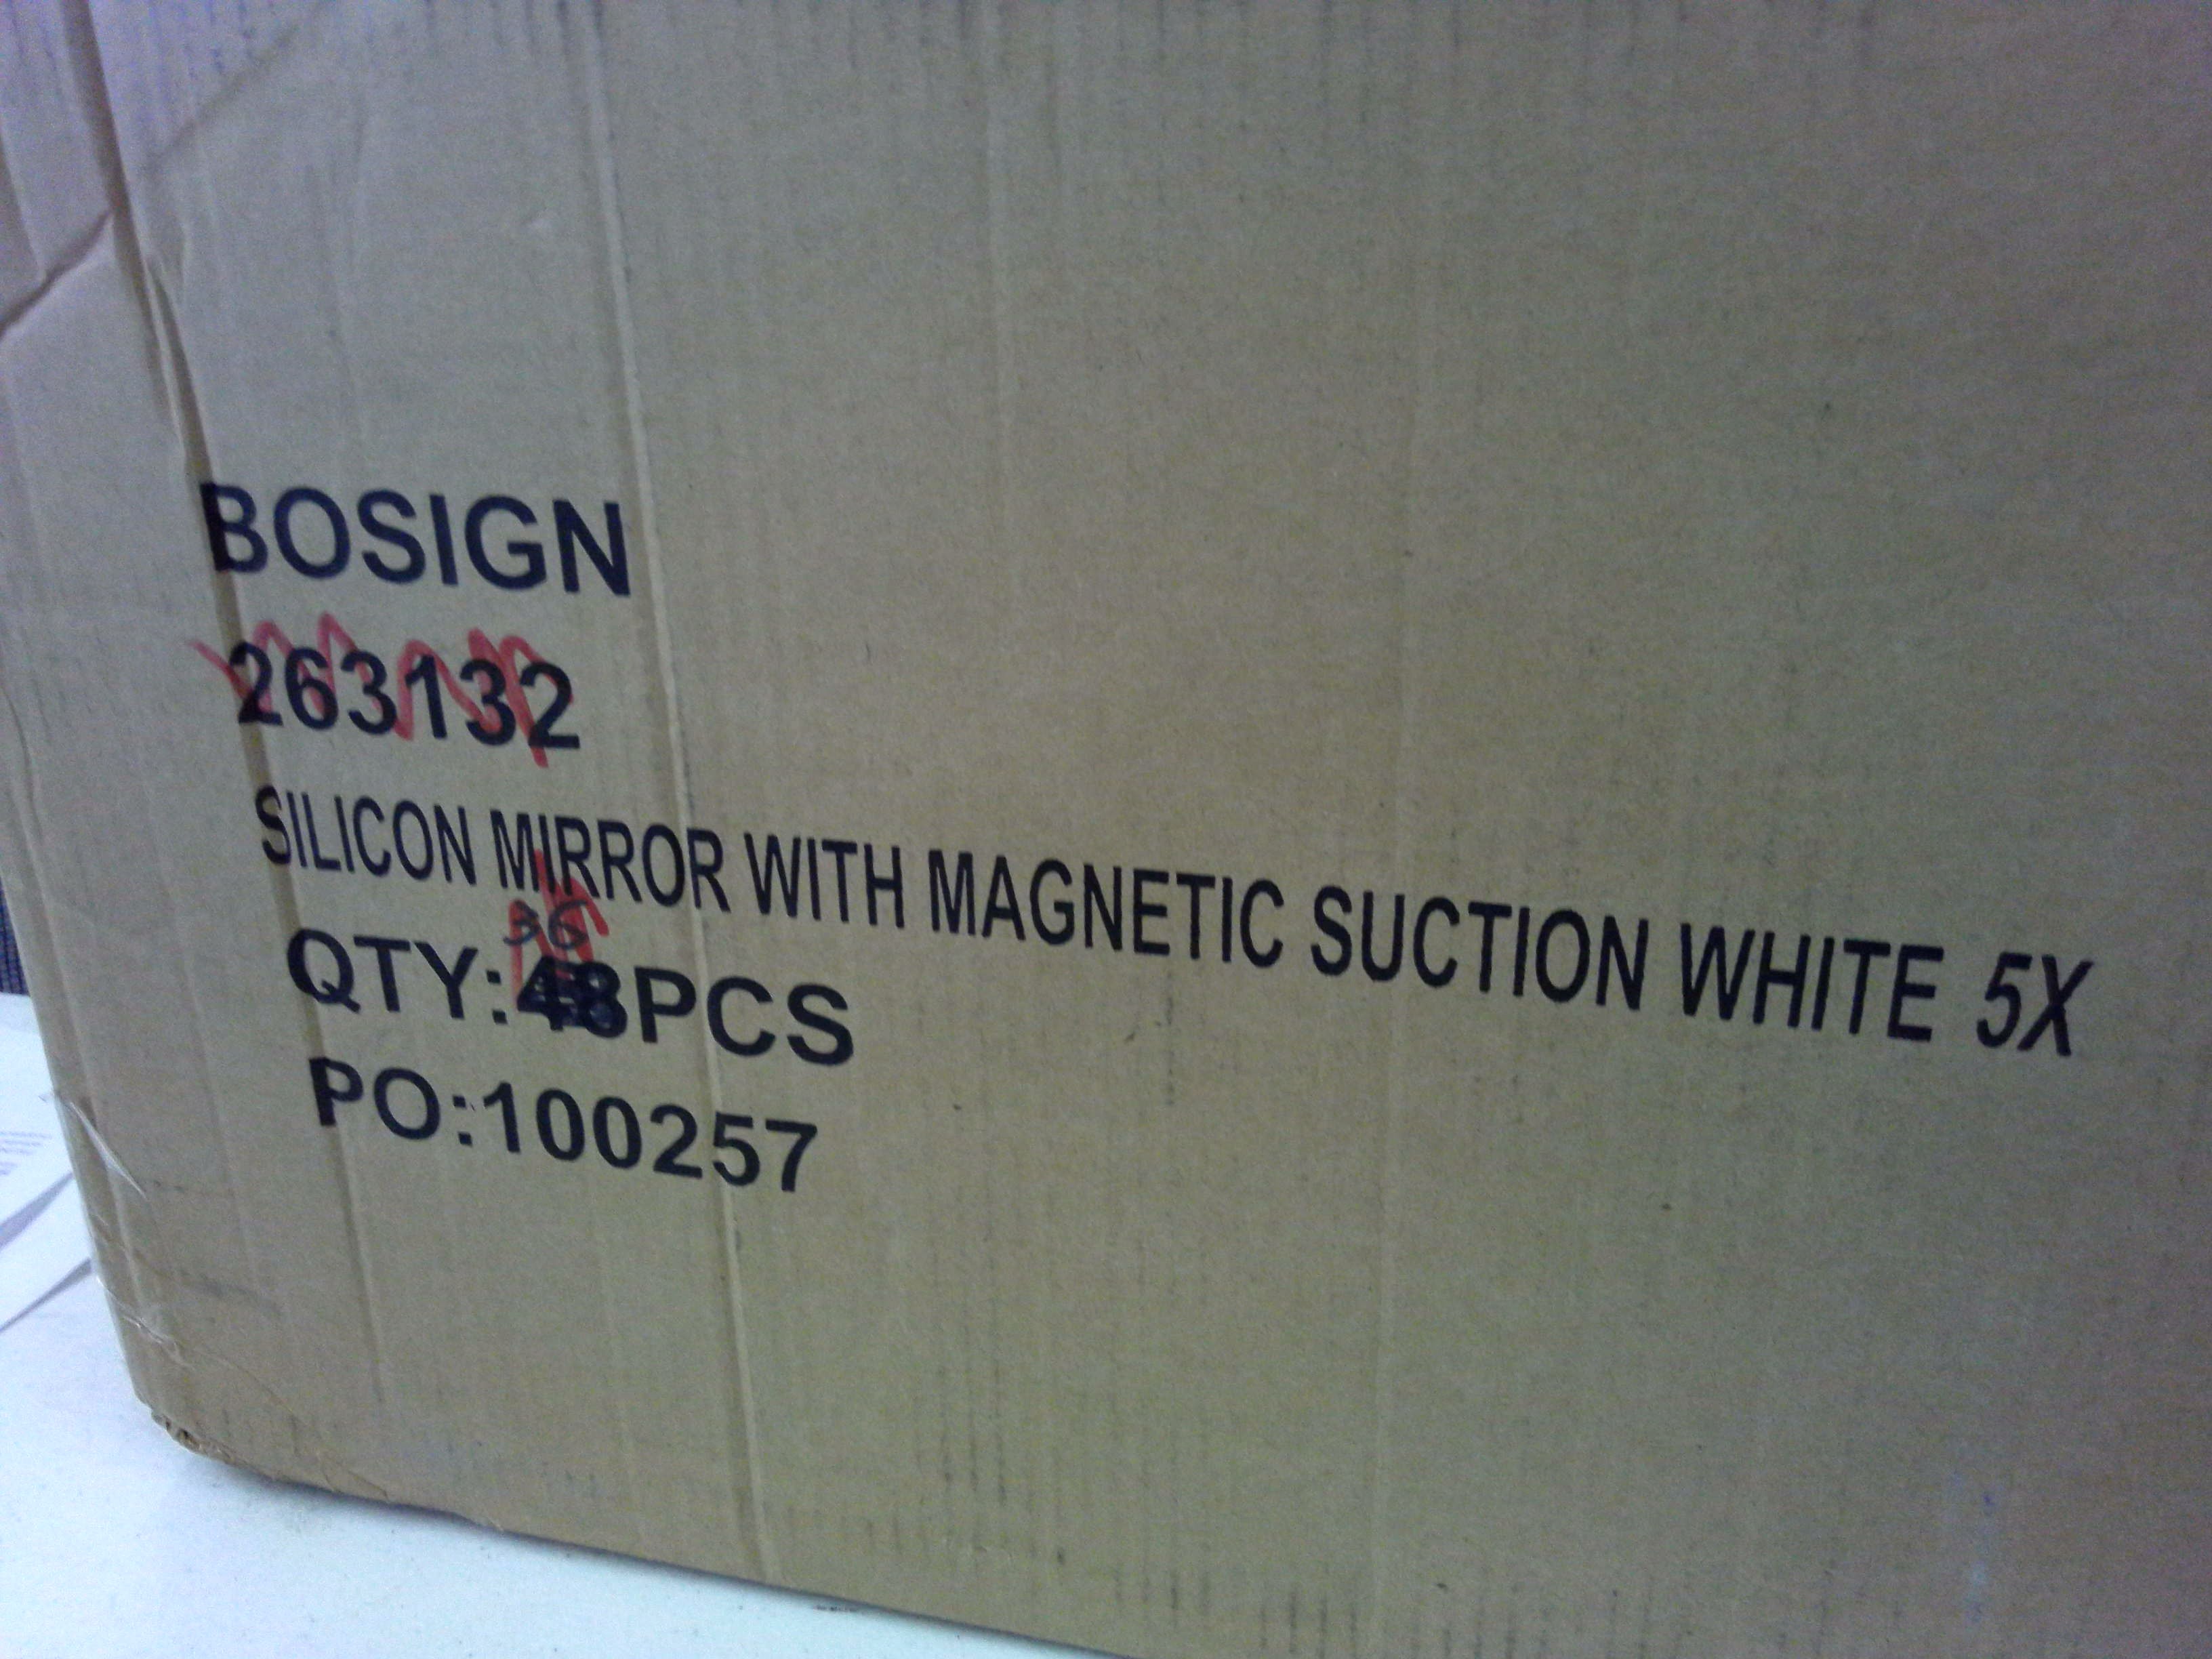 BOSIGN
263132
SILICON MIRROR WITH MAGNETIC SUCTION WHITE 5X
36
QTY:48PCS
PO:100257